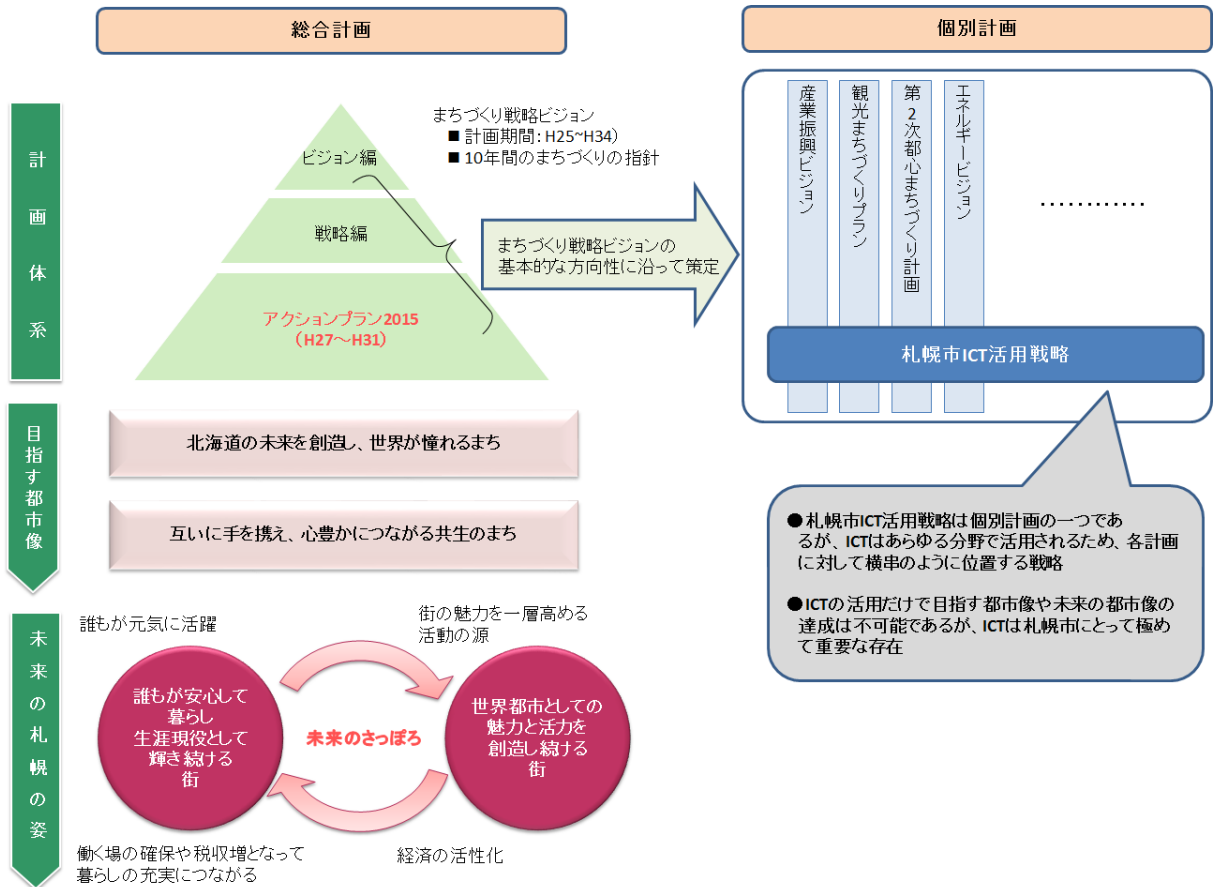 総合計画
個別計画
計画体系
ビジョン編
戦略編
アクションプラン2015
(H27~H31)
まちづくり戦略ビジョン
■ 計画期間:H25~H34)
■ 10年間のまちづくりの指針
まちづくり戦略ビジョンの
基本的な方向性に沿って策定
産業振興ビジョン
観光まちづくりプラン
第2次都心まちづくり計画
エネルギービジョン
…………
札幌市ICT活用戦略
目指す都市像
北海道の未来を創造し、世界が憧れるまち
互いに手を携え、心豊かにつながる共生のまち
●札幌市ICT活用戦略は個別計画の一つであ
るが、ICTはあらゆる分野で活用されるため、各計画
に対して横串のように位置する戦略
●ICTの活用だけで目指す都市像や未来の都市像の
達成は不可能であるが、ICTは札幌市にとって極め
て重要な存在
未来の札幌の姿
誰もが元気に活躍
街の魅力を一層高める
活動の源
誰もが安心して
暮らし
生涯現役として
輝き続ける
街
未来のさっぽろ
世界都市としての
魅力と活力を
創造し続ける
街
働く場の確保や税収増となって
暮らしの充実につながる
経済の活性化